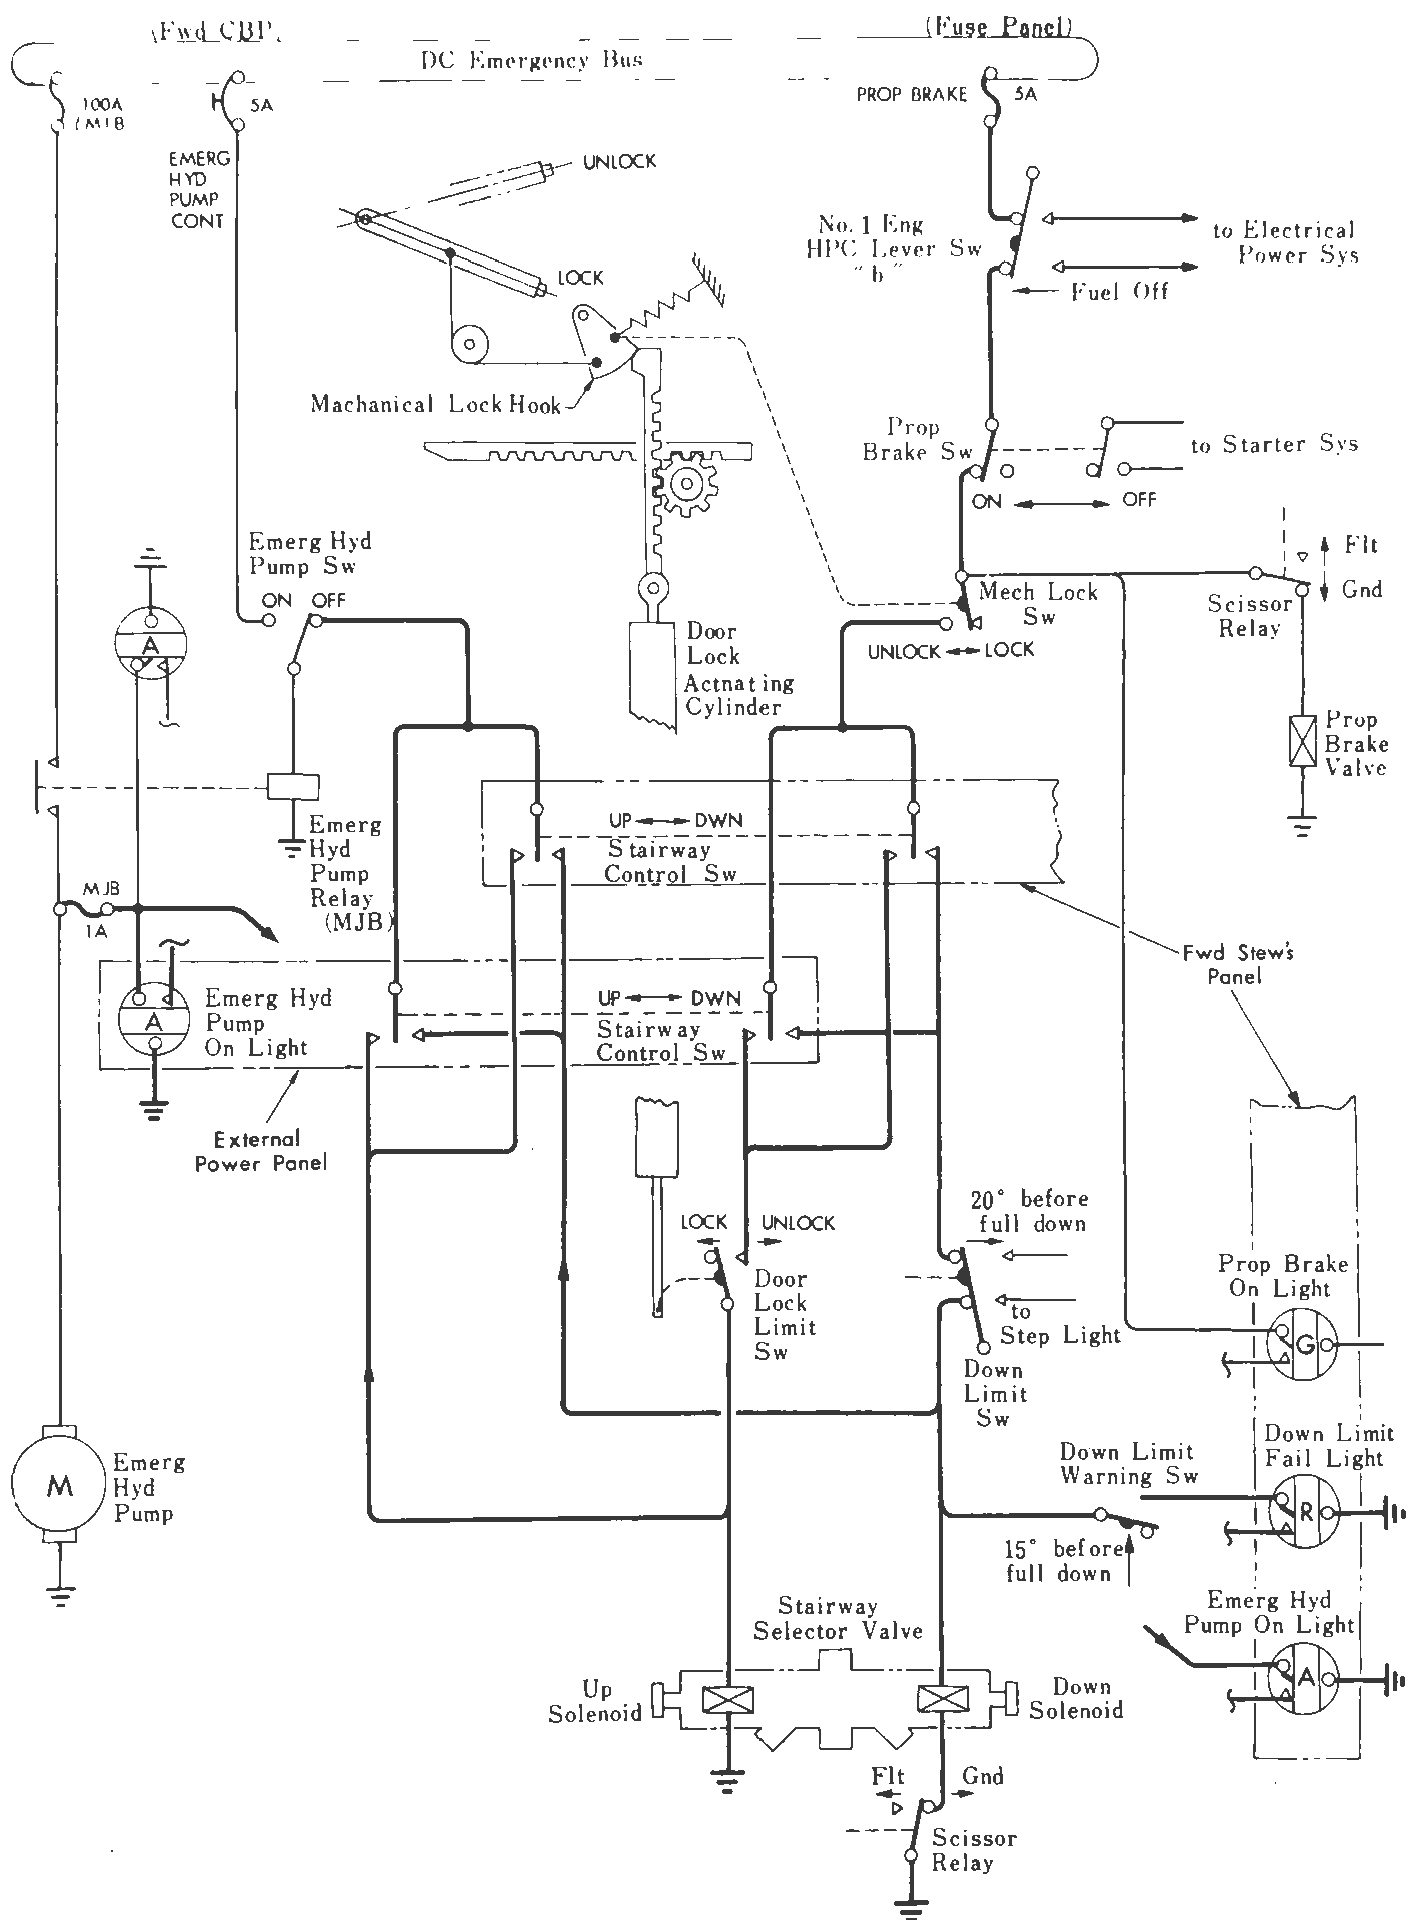 (Fwd CBP)
(Fuse Panel)
DC Emergency Bus
100A
(MJB
5A
PROP BRAKE
5A
EMERG
HYD
PUMP
CONT
UNLOCK
LOCK
No. 1 Eng
HPC Lever Sw
"b"
to Electrical
Power Sys
Fuel Off
Machanical Lock Hook
Prop
Brake Sw
to Starter Sys
ON
OFF
Emerg Hyd
Pump Sw
ON OFF
Flt
Gnd
Scissor
Relay
Mech Lock
Sw
UNLOCK
LOCK
A
Door
Lock
Actnating
Cylinder
Prop
Brake
Valve
Emerg
Hyd
Pump
Relay
(MJB)
UP
DWN
Stairway
Control Sw
MJB
1A
Fwd Stew's
Panel
A
Emerg Hyd
Pump
On Light
UP
DWN
Stairway
Control Sw
External
Power Panel
LOCK
UNLOCK
20° before
full down
Door
Lock
Limit
Sw
to
Step Light
Down
Limit
Sw
Prop Brake
On Light
G
M
Emerg
Hyd
Pump
Down Limit
Warning Sw
Down Limit
Fail Light
R
15° before
full down
Stairway
Selector Valve
Emerg Hyd
Pump On Light
A
Up
Solenoid
Down
Solenoid
Flt
Gnd
Scissor
Relay